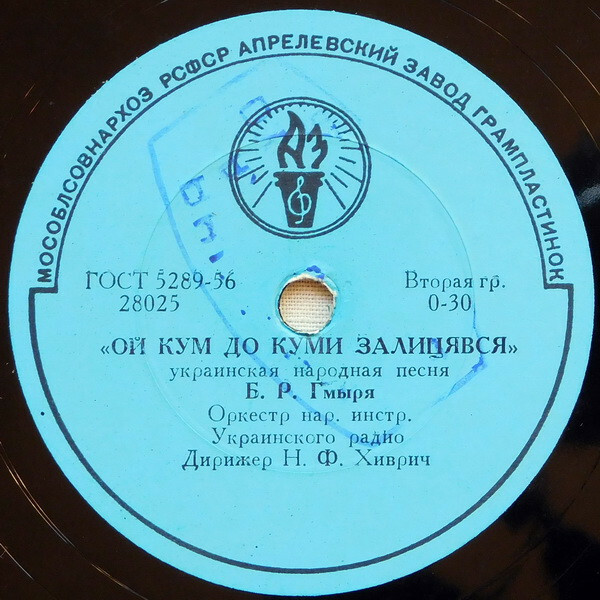 МОСОБЛСОВНАРХОЗ РСФСР АПРЕЛЕВСКИЙ ЗАВОД ГРАМПЛАСТИНОК
АЗ
ГОСТ 5289-56
28025
Вторая гр.
0-30
«ОЙ КУМ ДО КУМИ ЗАЛИЦЯВСЯ»
украинская народная песня
Б. Р. Гмыря
Оркестр нар. инстр.
Украинского радио
Дирижер Н. Ф. Хиврич